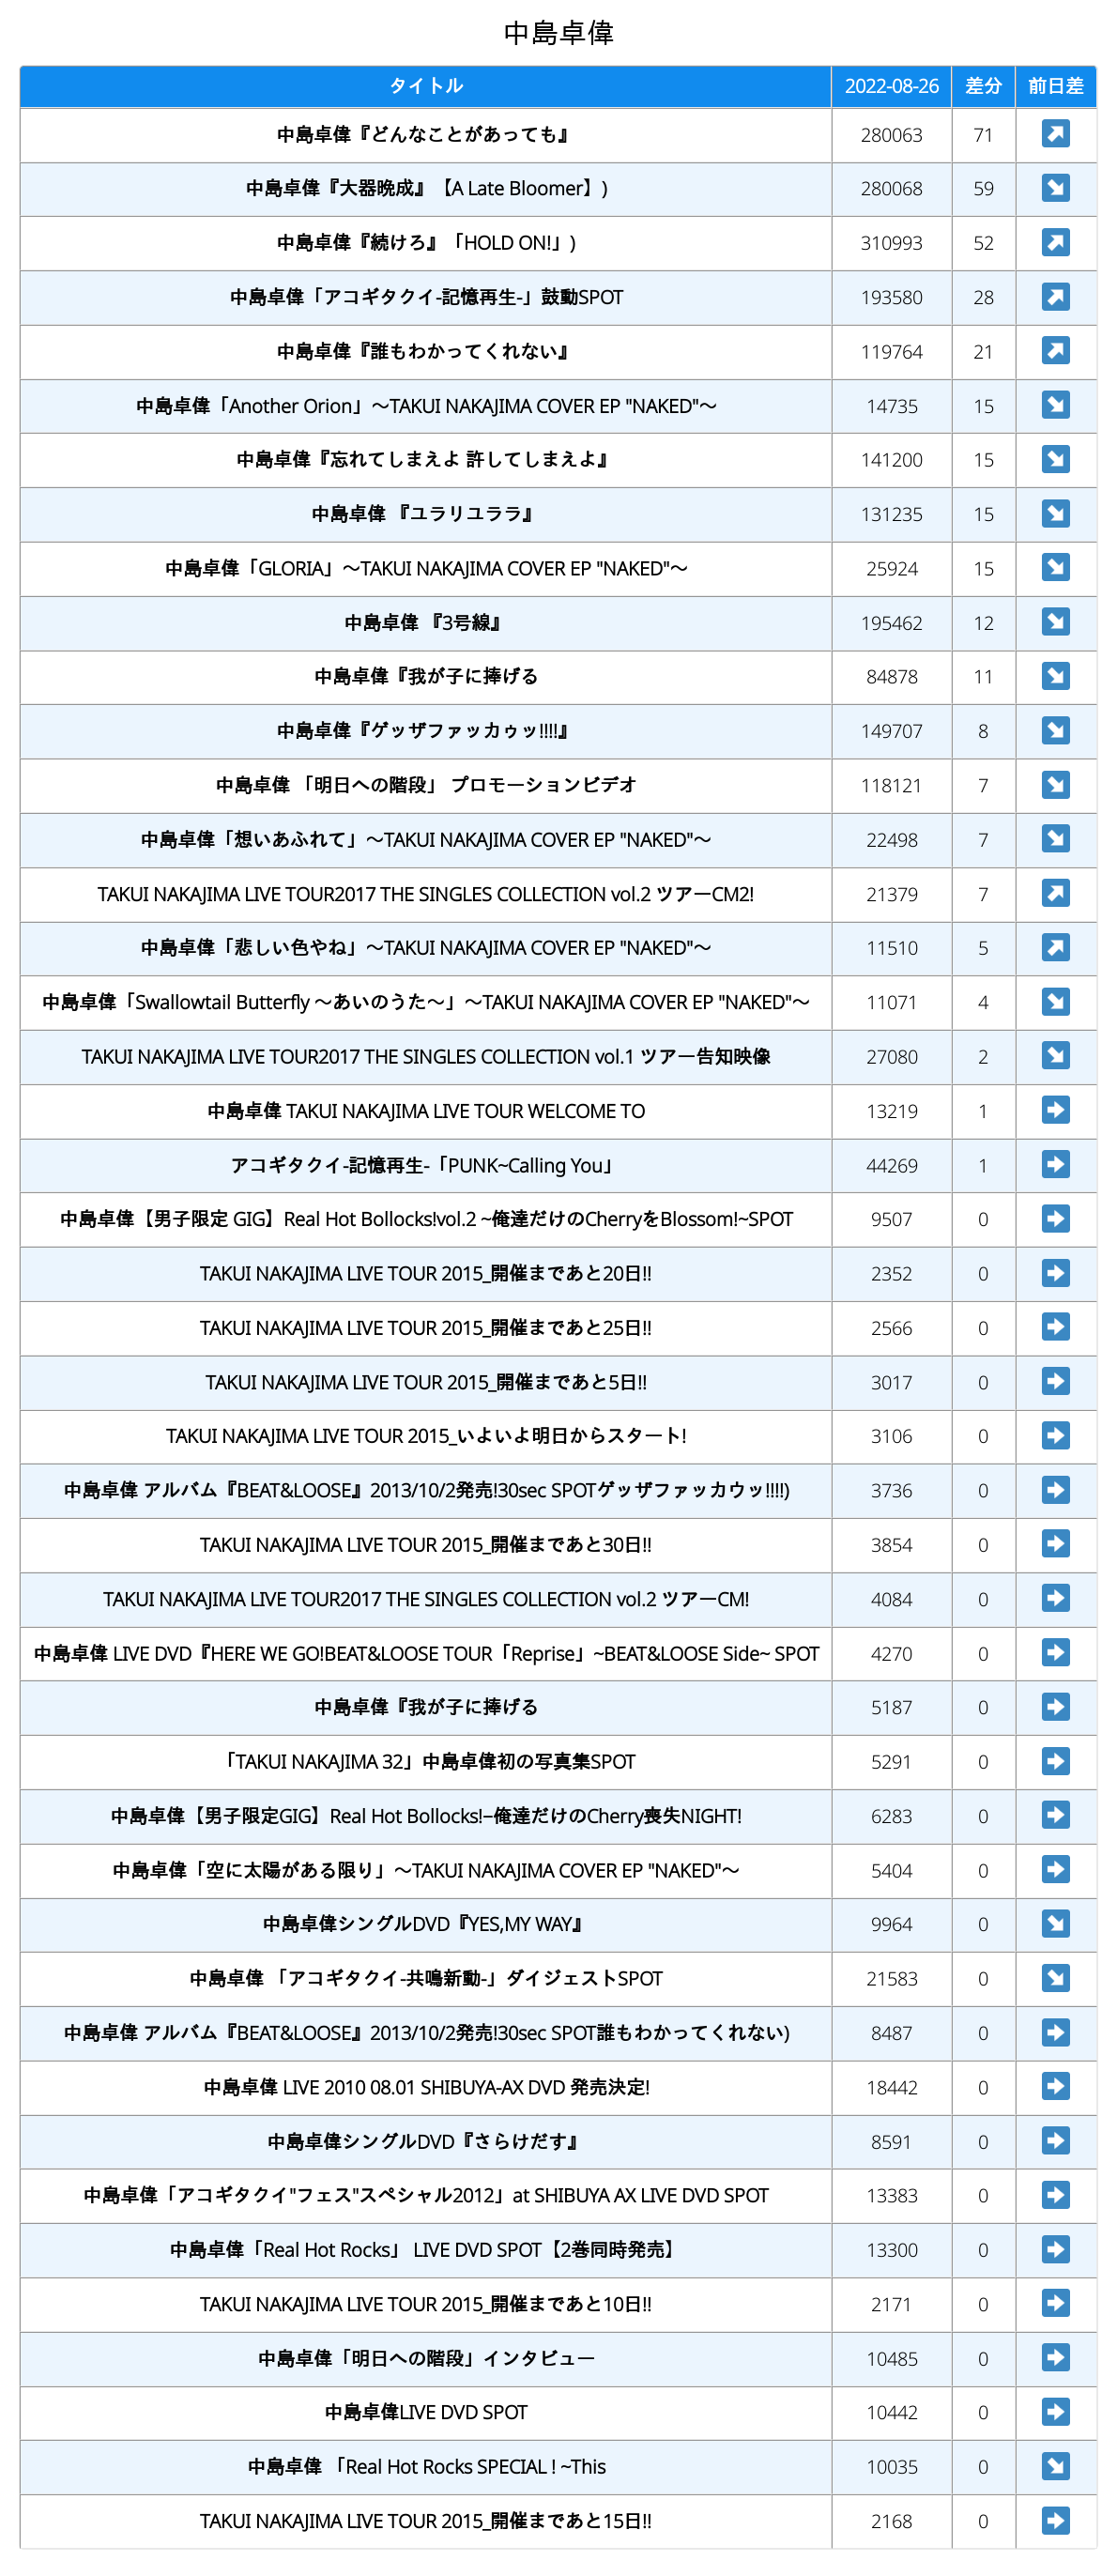 中島卓偉
タイトル 2022-08-26 差分 前日差
中島卓偉『どんなことがあっても』 280063 71 ↗
中島卓偉『大器晩成』【A Late Bloomer】) 280068 59 ↘
中島卓偉『続けろ』「HOLD ON!」) 310993 52 ↗
中島卓偉「アコギタクイ-記憶再生-」鼓動SPOT 193580 28 ↗
中島卓偉『誰もわかってくれない』 119764 21 ↗
中島卓偉「Another Orion」〜TAKUI NAKAJIMA COVER EP "NAKED"〜 14735 15 ↘
中島卓偉『忘れてしまえよ 許してしまえよ』 141200 15 ↘
中島卓偉 『ユラリユララ』 131235 15 ↘
中島卓偉「GLORIA」〜TAKUI NAKAJIMA COVER EP "NAKED"〜 25924 15 ↘
中島卓偉 『3号線』 195462 12 ↘
中島卓偉『我が子に捧げる 84878 11 ↘
中島卓偉『ゲッザファッカゥッ!!!!』 149707 8 ↘
中島卓偉 「明日への階段」 プロモーションビデオ 118121 7 ↘
中島卓偉「想いあふれて」〜TAKUI NAKAJIMA COVER EP "NAKED"〜 22498 7 ↘
TAKUI NAKAJIMA LIVE TOUR2017 THE SINGLES COLLECTION vol.2 ツアーCM2! 21379 7 ↗
中島卓偉「悲しい色やね」〜TAKUI NAKAJIMA COVER EP "NAKED"〜 11510 5 ↗
中島卓偉「Swallowtail Butterfly 〜あいのうた〜」〜TAKUI NAKAJIMA COVER EP "NAKED"〜 11071 4 ↘
TAKUI NAKAJIMA LIVE TOUR2017 THE SINGLES COLLECTION vol.1 ツアー告知映像 27080 2 ↘
中島卓偉 TAKUI NAKAJIMA LIVE TOUR WELCOME TO 13219 1 ➡
アコギタクイ-記憶再生-「PUNK~Calling You」 44269 1 ➡
中島卓偉【男子限定 GIG】Real Hot Bollocks!vol.2 ~俺達だけのCherryをBlossom!~SPOT 9507 0 ➡
TAKUI NAKAJIMA LIVE TOUR 2015_開催まであと20日!! 2352 0 ➡
TAKUI NAKAJIMA LIVE TOUR 2015_開催まであと25日!! 2566 0 ➡
TAKUI NAKAJIMA LIVE TOUR 2015_開催まであと5日!! 3017 0 ➡
TAKUI NAKAJIMA LIVE TOUR 2015_いよいよ明日からスタート! 3106 0 ➡
中島卓偉 アルバム『BEAT&LOOSE』2013/10/2発売!30sec SPOTゲッザファッカウッ!!!!) 3736 0 ➡
TAKUI NAKAJIMA LIVE TOUR 2015_開催まであと30日!! 3854 0 ➡
TAKUI NAKAJIMA LIVE TOUR2017 THE SINGLES COLLECTION vol.2 ツアーCM! 4084 0 ➡
中島卓偉 LIVE DVD『HERE WE GO!BEAT&LOOSE TOUR「Reprise」~BEAT&LOOSE Side~ SPOT 4270 0 ➡
中島卓偉『我が子に捧げる 5187 0 ➡
「TAKUI NAKAJIMA 32」中島卓偉初の写真集SPOT 5291 0 ➡
中島卓偉【男子限定GIG】Real Hot Bollocks!−俺達だけのCherry喪失NIGHT! 6283 0 ➡
中島卓偉「空に太陽がある限り」〜TAKUI NAKAJIMA COVER EP "NAKED"〜 5404 0 ➡
中島卓偉シングルDVD『YES,MY WAY』 9964 0 ↘
中島卓偉 「アコギタクイ-共鳴新動-」ダイジェストSPOT 21583 0 ↘
中島卓偉 アルバム『BEAT&LOOSE』2013/10/2発売!30sec SPOT誰もわかってくれない) 8487 0 ➡
中島卓偉 LIVE 2010 08.01 SHIBUYA-AX DVD 発売決定! 18442 0 ➡
中島卓偉シングルDVD『さらけだす』 8591 0 ➡
中島卓偉「アコギタクイ"フェス"スペシャル2012」at SHIBUYA AX LIVE DVD SPOT 13383 0 ➡
中島卓偉「Real Hot Rocks」 LIVE DVD SPOT【2巻同時発売】 13300 0 ➡
TAKUI NAKAJIMA LIVE TOUR 2015_開催まであと10日!! 2171 0 ➡
中島卓偉「明日への階段」インタビュー 10485 0 ➡
中島卓偉LIVE DVD SPOT 10442 0 ➡
中島卓偉 「Real Hot Rocks SPECIAL ! ~This 10035 0 ↘
TAKUI NAKAJIMA LIVE TOUR 2015_開催まであと15日!! 2168 0 ➡